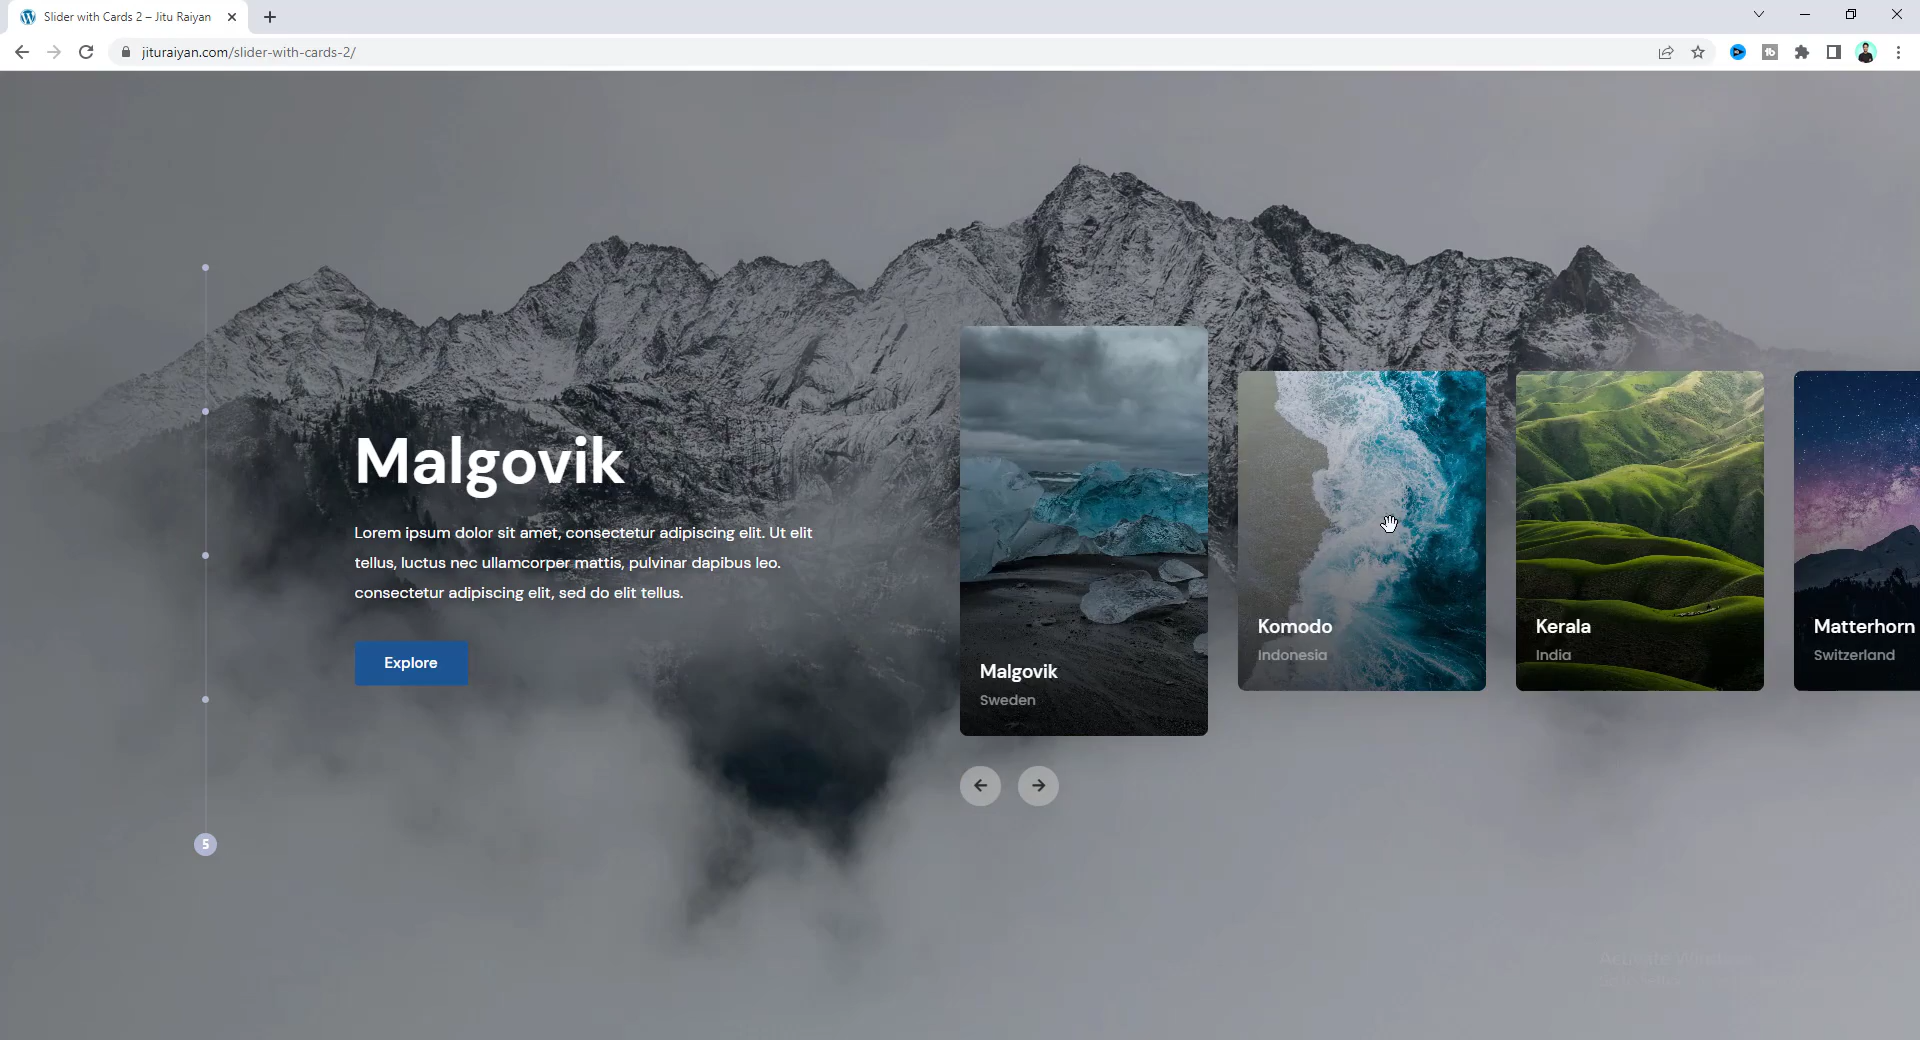 Slider with Cards 2 – Jitu Raiyan
jituraiyan.com/slider-with-cards-2/
Malgovik
Lorem ipsum dolor sit amet, consectetur adipiscing elit. Ut elit
tellus, luctus nec ullamcorper mattis, pulvinar dapibus leo.
consectetur adipiscing elit, sed do elit tellus.
Explore
5
Malgovik
Sweden
Komodo
Indonesia
Kerala
India
Matterhorn
Switzerland
Activate Windows